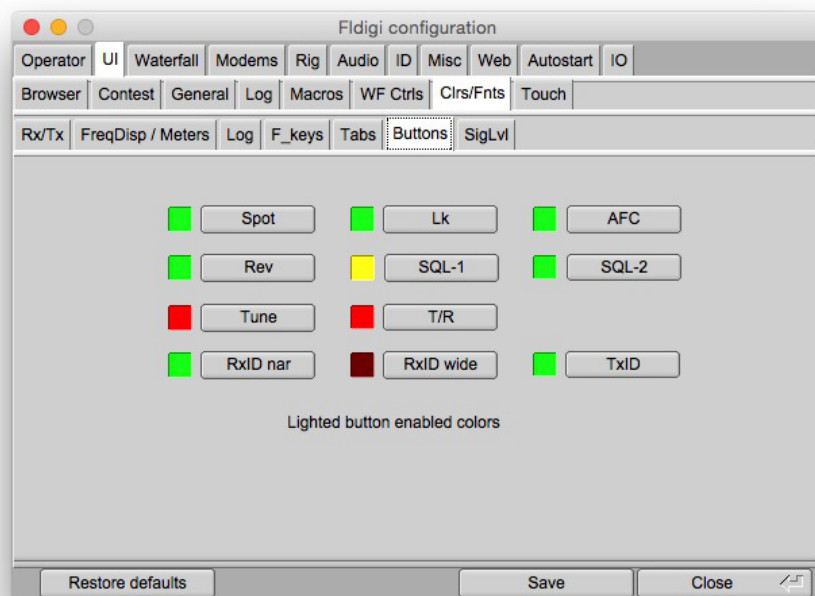 Fldigi configuration
Operator UI Waterfall Modems Rig Audio ID Misc Web Autostart IO
Browser Contest General Log Macros WF Ctrls Clrs/Fnts Touch
Rx/Tx FreqDisp / Meters Log F_keys Tabs Buttons SigLvl
Spot Lk AFC
Rev SQL-1 SQL-2
Tune T/R
RxID nar RxID wide TxID
Lighted button enabled colors
Restore defaults Save Close